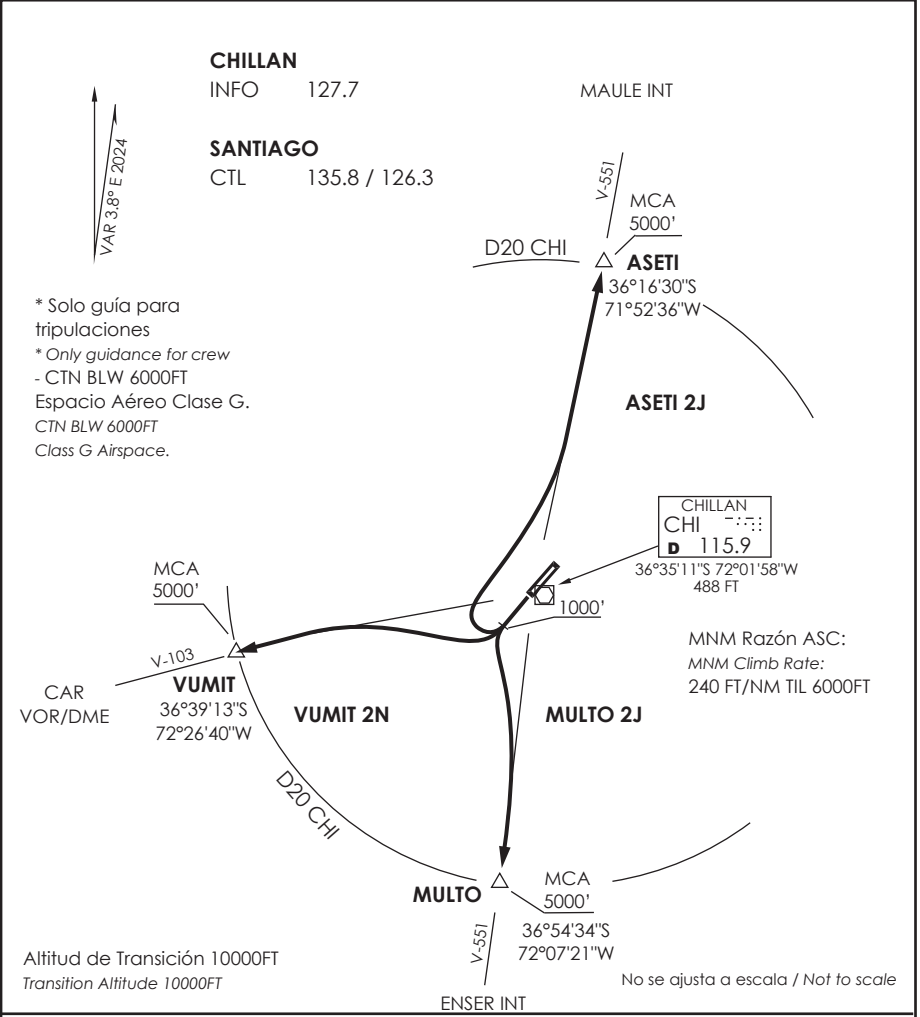 CHILLAN
INFO 127.7
SANTIAGO
CTL 135.8 / 126.3
VAR 3.8° E 2024
* Solo guía para
tripulaciones
* Only guidance for crew
- CTN BLW 6000FT
Espacio Aéreo Clase G.
CTN BLW 6000FT
Class G Airspace.
MAULE INT
V-551
MCA
5000'
D20 CHI
ASETI
36°16'30"S
71°52'36"W
ASETI 2J
CHILLAN
CHI
D 115.9
36°35'11"S 72°01'58"W
488 FT
1000'
MCA
5000'
V-103
CAR
VOR/DME
VUMIT
36°39'13"S
72°26'40"W
VUMIT 2N
MULTO 2J
MNM Razón ASC:
MNM Climb Rate:
240 FT/NM TIL 6000FT
D20 CHI
MULTO
MCA
5000'
36°54'34"S
72°07'21"W
V-551
ENSER INT
Altitud de Transición 10000FT
Transition Altitude 10000FT
No se ajusta a escala / Not to scale